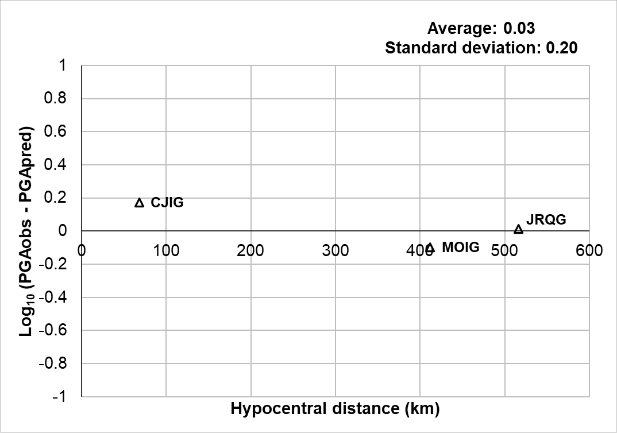 Average: 0.03
Standard deviation: 0.20
1
0.8
0.6
0.4
0.2
0
-0.2
-0.4
-0.6
-0.8
-1
CJIG
MOIG
JRQG
0 100 200 300 400 500 600
Hypocentral distance (km)
Log10 (PGAobs - PGApred)